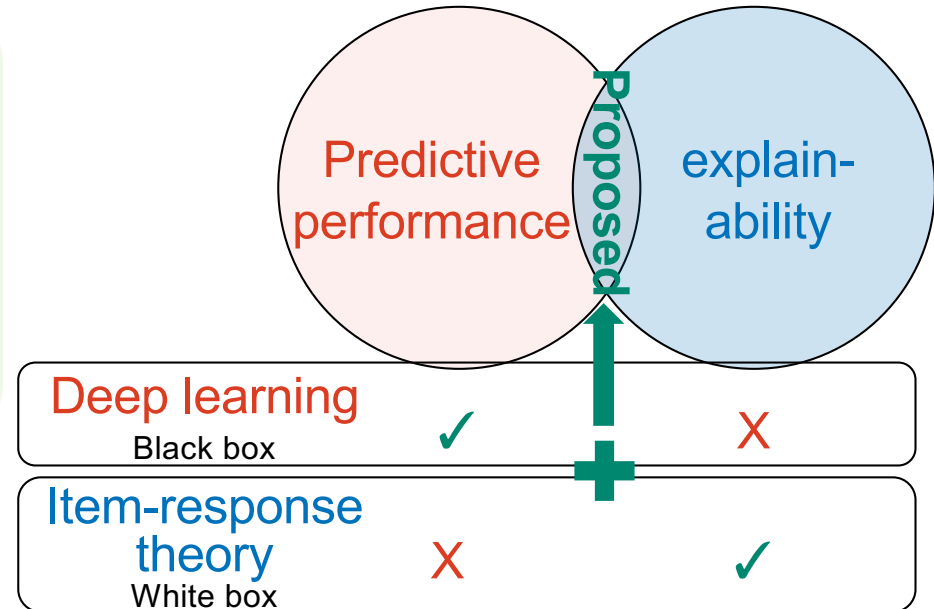 Predictive
performance
Proposed
explain-
ability
Deep learning
Black box
✓
X
Item-response
theory
White box
X
✓